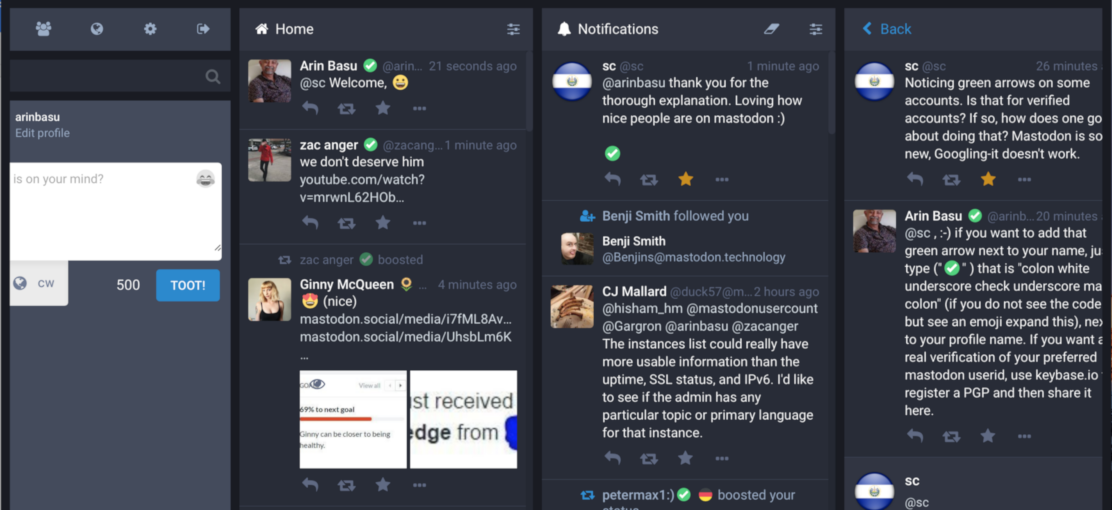 arinbasu
Edit profile
is on your mind?
CW
500
TOOT!
Home
Arin Basu ✅ @arin... 21 seconds ago
@sc Welcome, 😀
zac anger ✅ @zacang... 1 minute ago
we don't deserve him
youtube.com/watch?
v=mrwnL62HOb…
zac anger ✅ boosted
Ginny McQueen 🌻 ... 4 minutes ago
😍 (nice)
mastodon.social/media/i7fML8Av…
mastodon.social/media/UhsbLm6K
…
View all
69% to next goal
Ginny can be closer to being
healthy.
ust received
edge from
Notifications
sc @sc 1 minute ago
@arinbasu thank you for the
thorough explanation. Loving how
nice people are on mastodon :)
✅
Benji Smith followed you
Benji Smith
@Benjins@mastodon.technology
CJ Mallard @duck57@m... 2 hours ago
@hisham_hm @mastodonusercount
@Gargron @arinbasu @zacanger
The instances list could really have
more usable information than the
uptime, SSL status, and IPv6. I'd like
to see if the admin has any
particular topic or primary language
for that instance.
petermax1:) ✅ 🇩🇪 boosted your
status
Back
sc @sc 26 minutes
Noticing green arrows on some
accounts. Is that for verified
accounts? If so, how does one go
about doing that? Mastodon is so
new, Googling-it doesn't work.
Arin Basu ✅ @arinb... 20 minutes
@sc , :-) if you want to add that
green arrow next to your name, ju
type ("✅" ) that is "colon white
underscore check underscore ma
colon" (if you do not see the code
but see an emoji expand this), nex
to your profile name. If you want a
real verification of your preferred
mastodon userid, use keybase.io
register a PGP and then share it
here.
sc
@sc